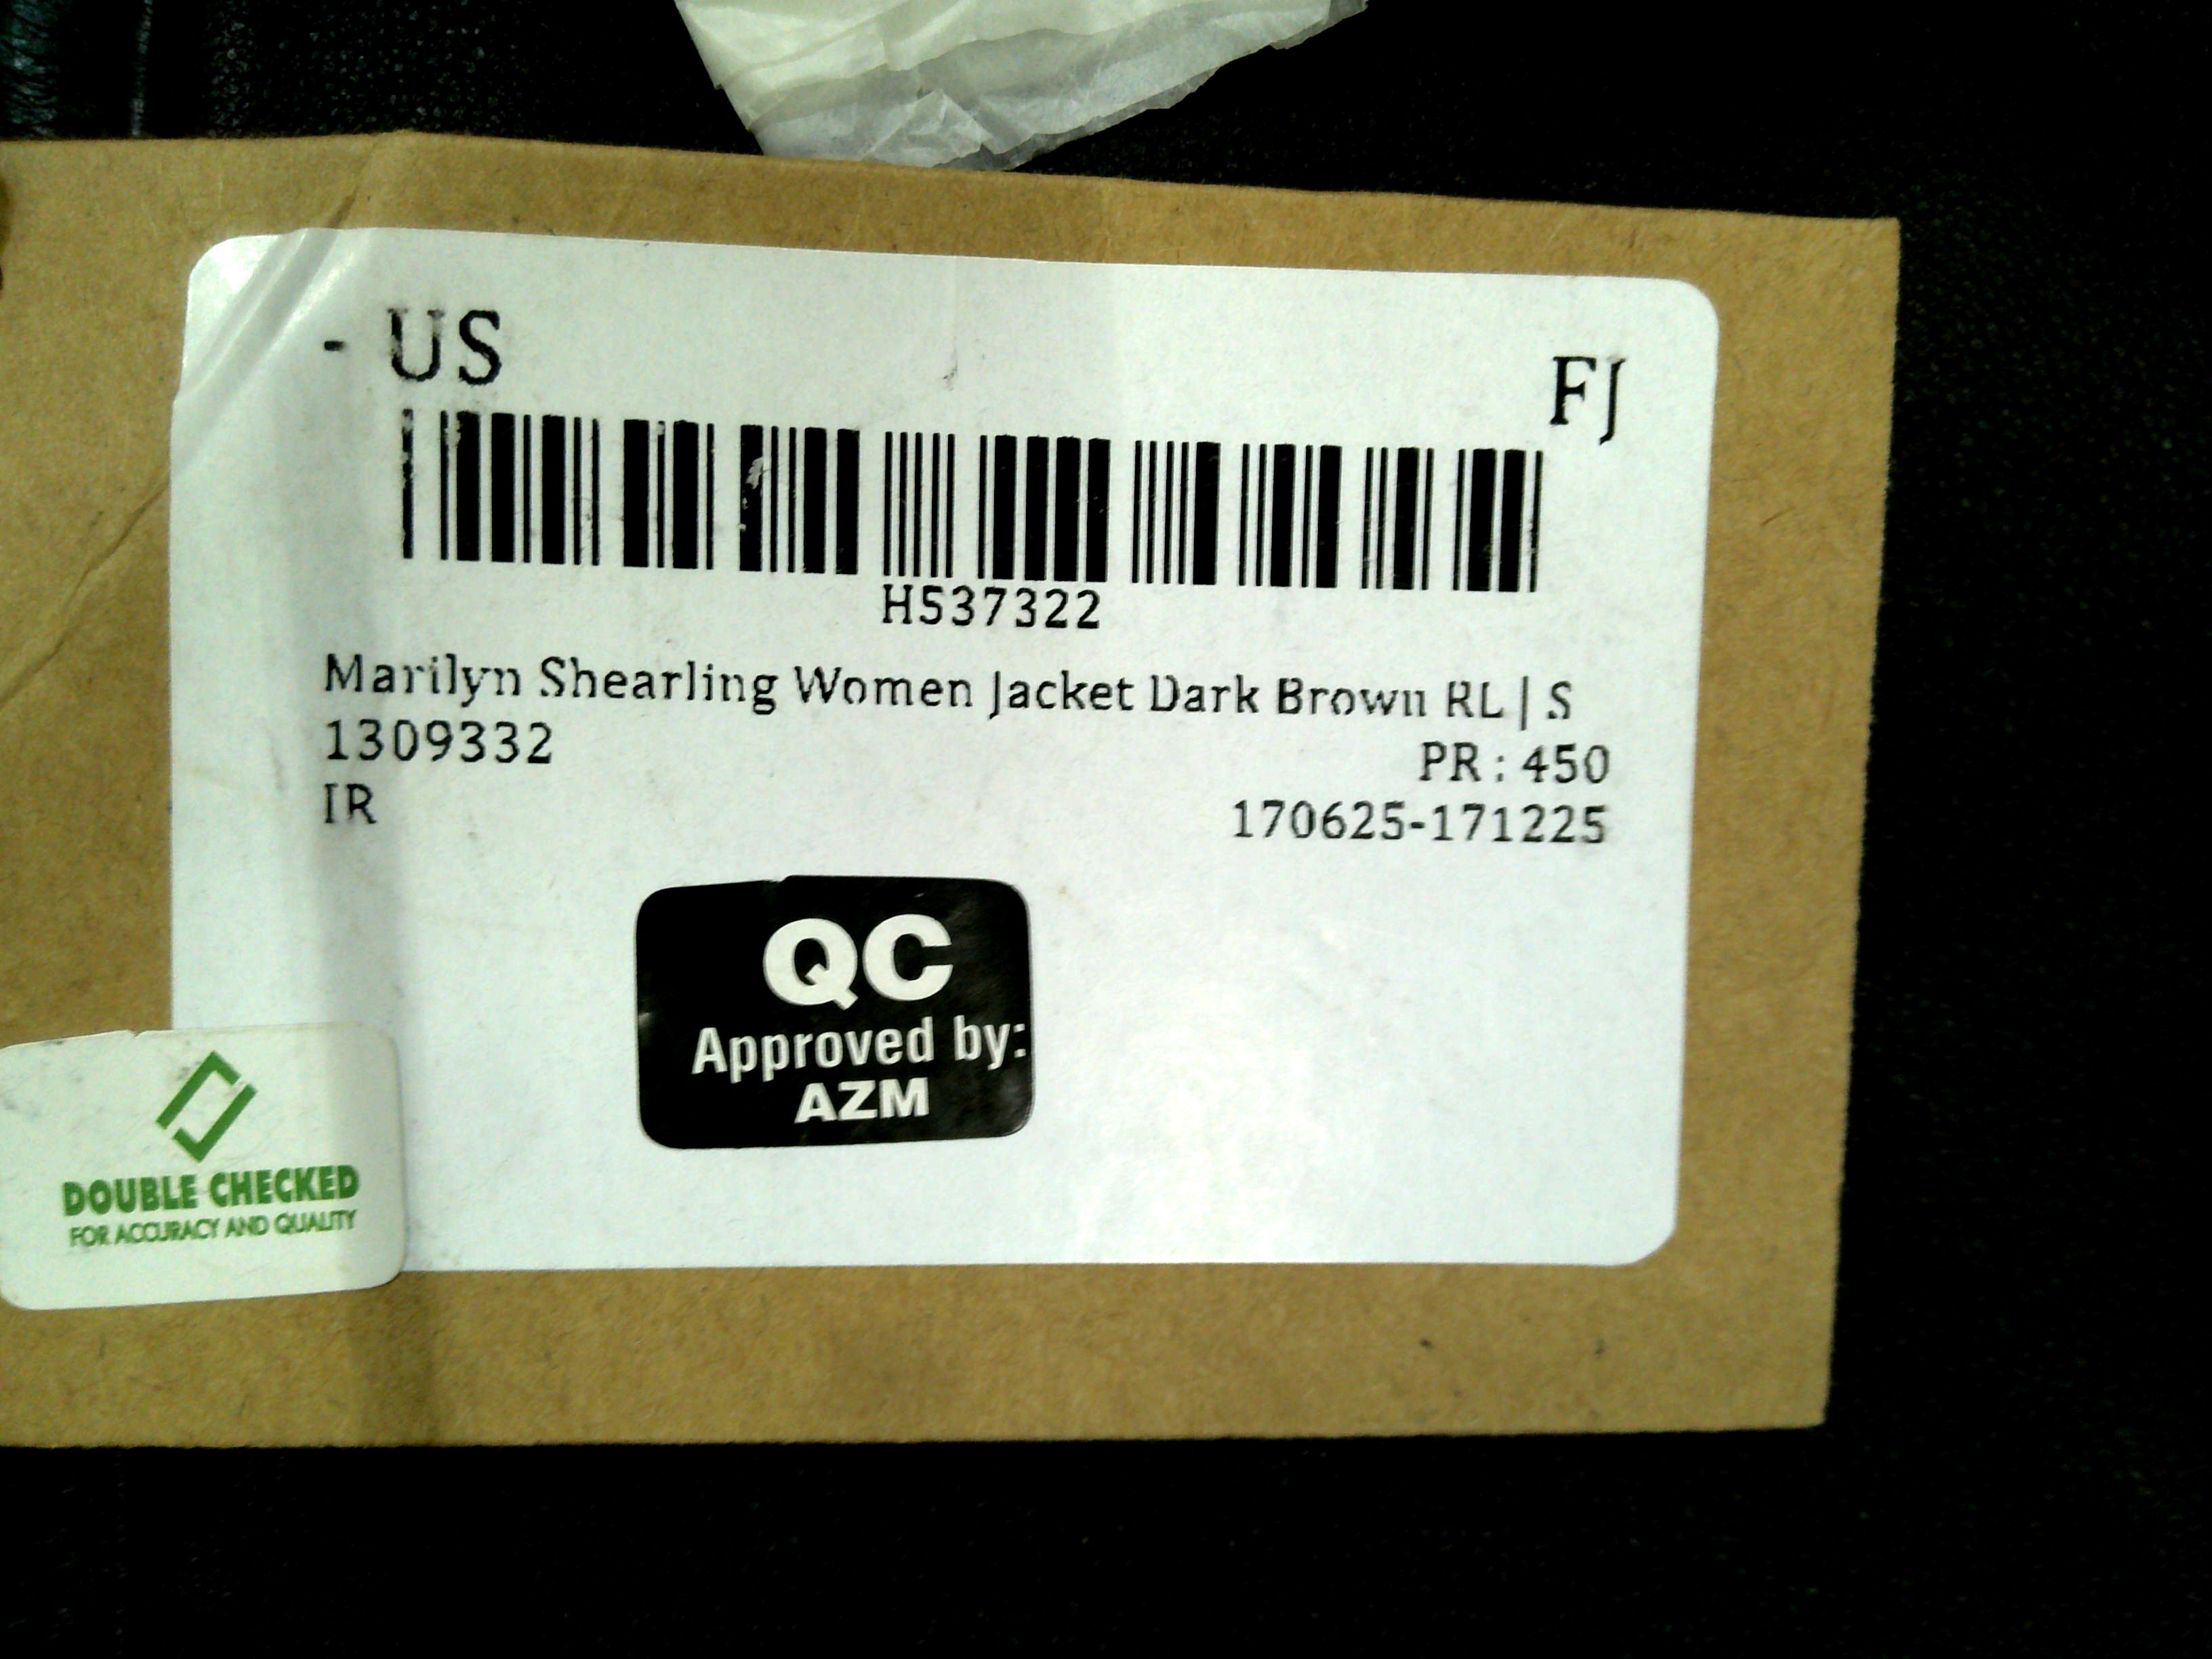 - US
FJ
H537322
Marilyn Shearling Women Jacket Dark Brown RL | S
1309332
PR : 450
IR
170625-171225
QC
Approved by:
AZM
DOUBLE CHECKED
FOR ACCURACY AND QUALITY